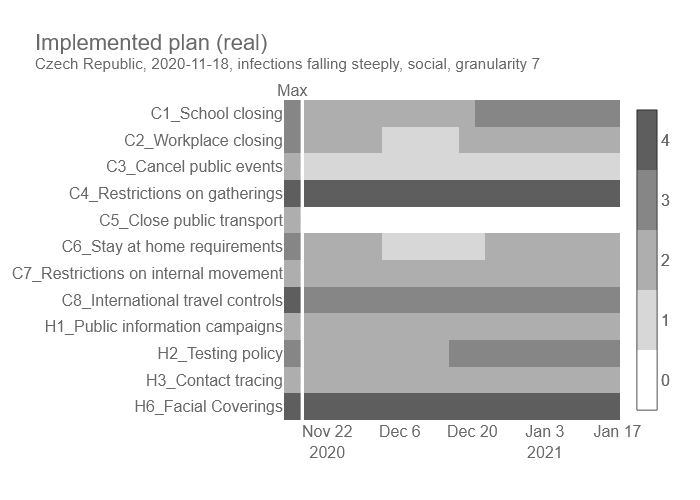 Implemented plan (real)
Czech Republic, 2020-11-18, infections falling steeply, social, granularity 7
Max
C1_School closing
C2_Workplace closing
C3_Cancel public events
C4_Restrictions on gatherings
C5_Close public transport
C6_Stay at home requirements
C7_Restrictions on internal movement
C8_International travel controls
H1_Public information campaigns
H2_Testing policy
H3_Contact tracing
H6_Facial Coverings
4
3
2
1
0
Nov 22 Dec 6 Dec 20 Jan 3 Jan 17
2020 2021